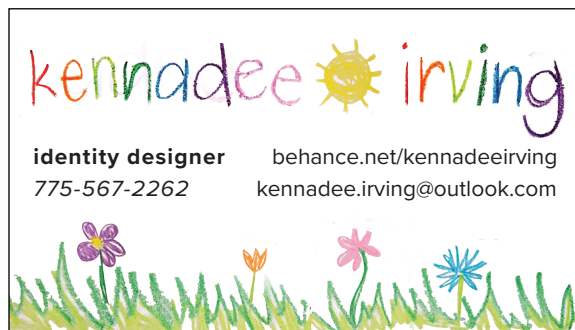 kennadee irving
identity designer
775-567-2262
behance.net/kennadeeirving
kennadee.irving@outlook.com